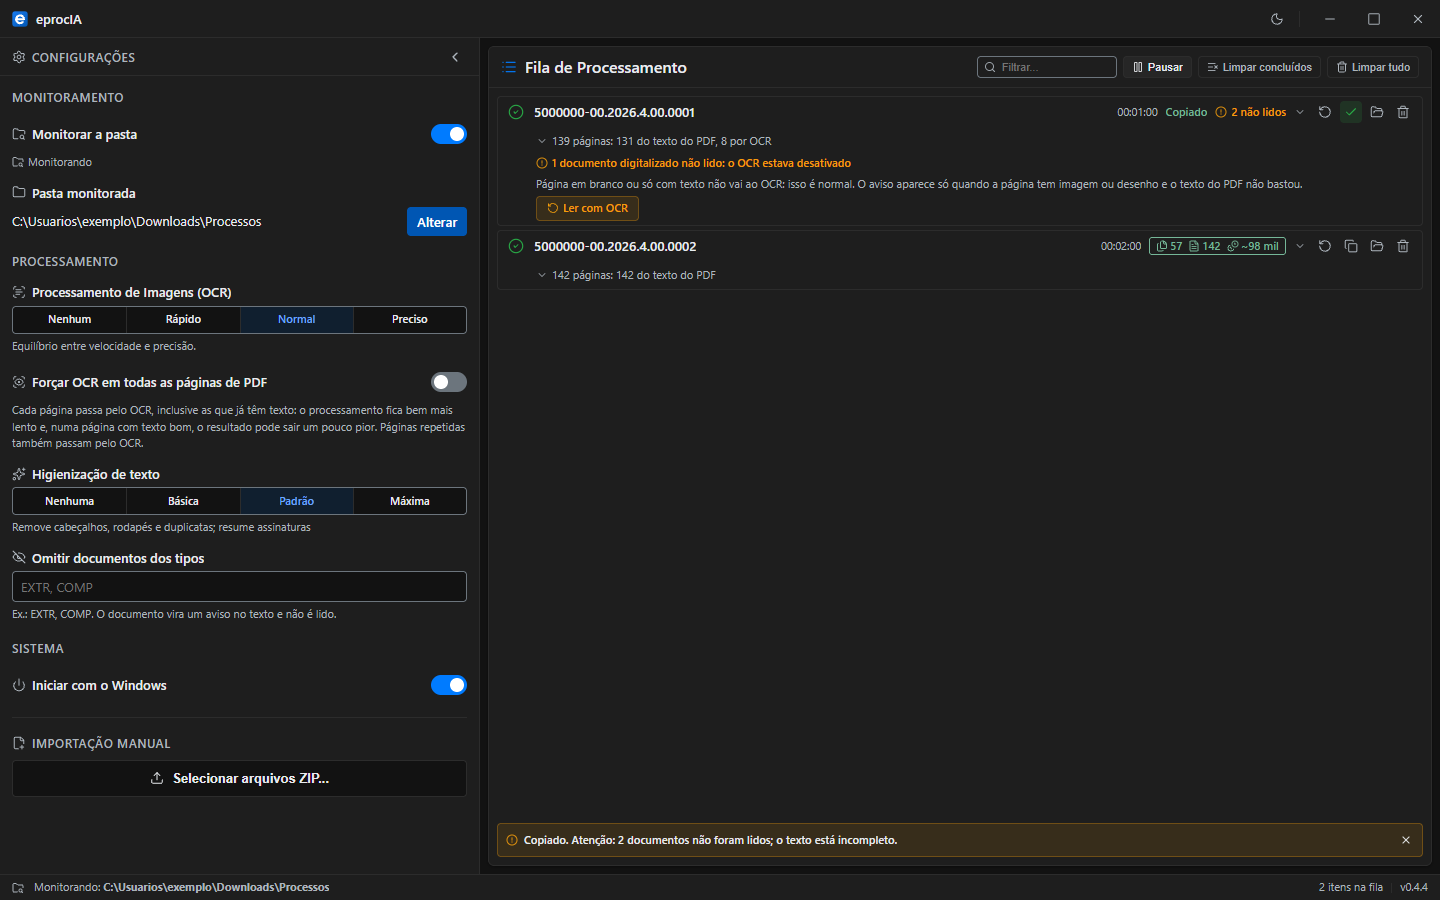 eprocIA
CONFIGURAÇÕES
MONITORAMENTO
Monitorar a pasta
Monitorando
Pasta monitorada
C:\Usuarios\exemplo\Downloads\Processos
Alterar
PROCESSAMENTO
Processamento de Imagens (OCR)
Nenhum Rápido Normal Preciso
Equilíbrio entre velocidade e precisão.
Forçar OCR em todas as páginas de PDF
Cada página passa pelo OCR, inclusive as que já têm texto: o processamento fica bem mais
lento e, numa página com texto bom, o resultado pode sair um pouco pior. Páginas repetidas
também passam pelo OCR.
Higienização de texto
Nenhuma Básica Padrão Máxima
Remove cabeçalhos, rodapés e duplicatas; resume assinaturas
Omitir documentos dos tipos
EXTR, COMP
Ex.: EXTR, COMP. O documento vira um aviso no texto e não é lido.
SISTEMA
Iniciar com o Windows
IMPORTAÇÃO MANUAL
Selecionar arquivos ZIP...
Fila de Processamento
Filtrar... Pausar Limpar concluídos Limpar tudo
5000000-00.2026.4.00.0001 00:01:00 Copiado 2 não lidos
139 páginas: 131 do texto do PDF, 8 por OCR
1 documento digitalizado não lido: o OCR estava desativado
Página em branco ou só com texto não vai ao OCR: isso é normal. O aviso aparece só quando a página tem imagem ou desenho e o texto do PDF não bastou.
Ler com OCR
5000000-00.2026.4.00.0002 00:02:00 57 142 ~98 mil
142 páginas: 142 do texto do PDF
Copiado. Atenção: 2 documentos não foram lidos; o texto está incompleto.
Monitorando: C:\Usuarios\exemplo\Downloads\Processos
2 itens na fila v0.4.4